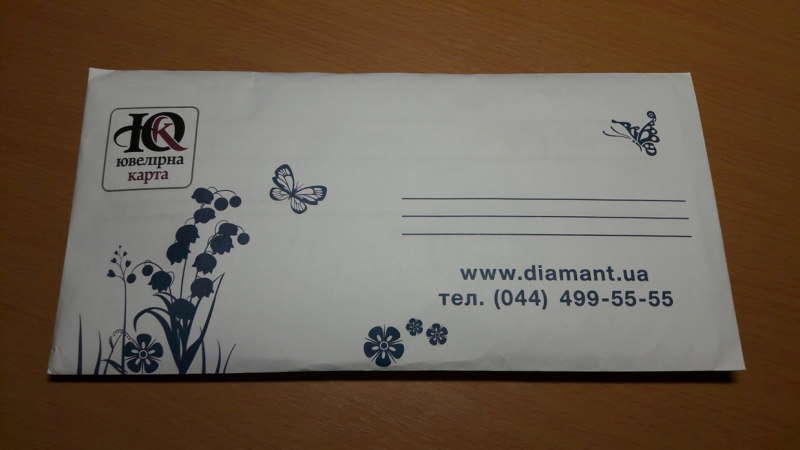 ЮК
ювелірна
карта
www.diamant.ua
тел. (044) 499-55-55